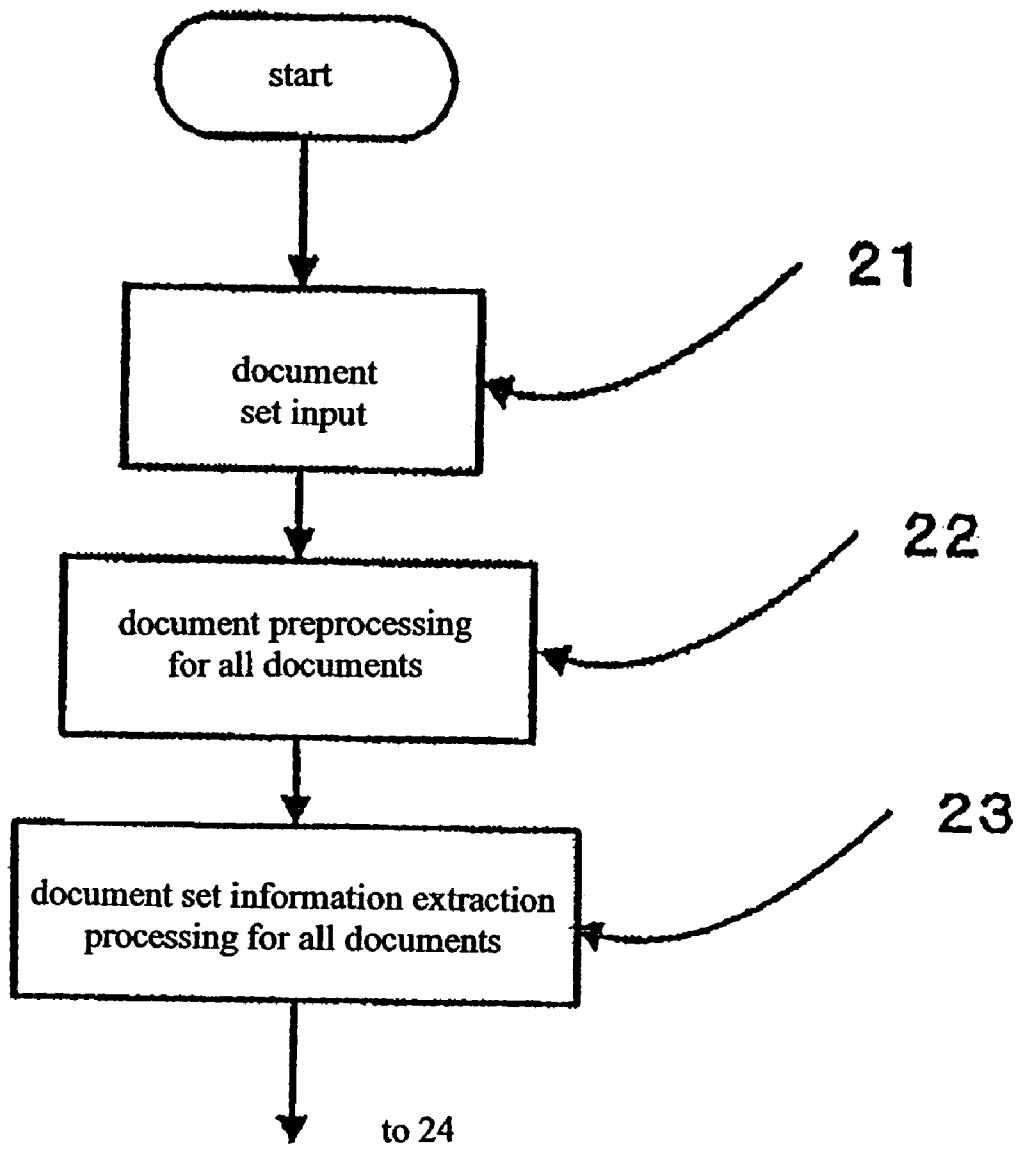 start
21
document
set input
22
document preprocessing
for all documents
23
document set information extraction
processing for all documents
to 24